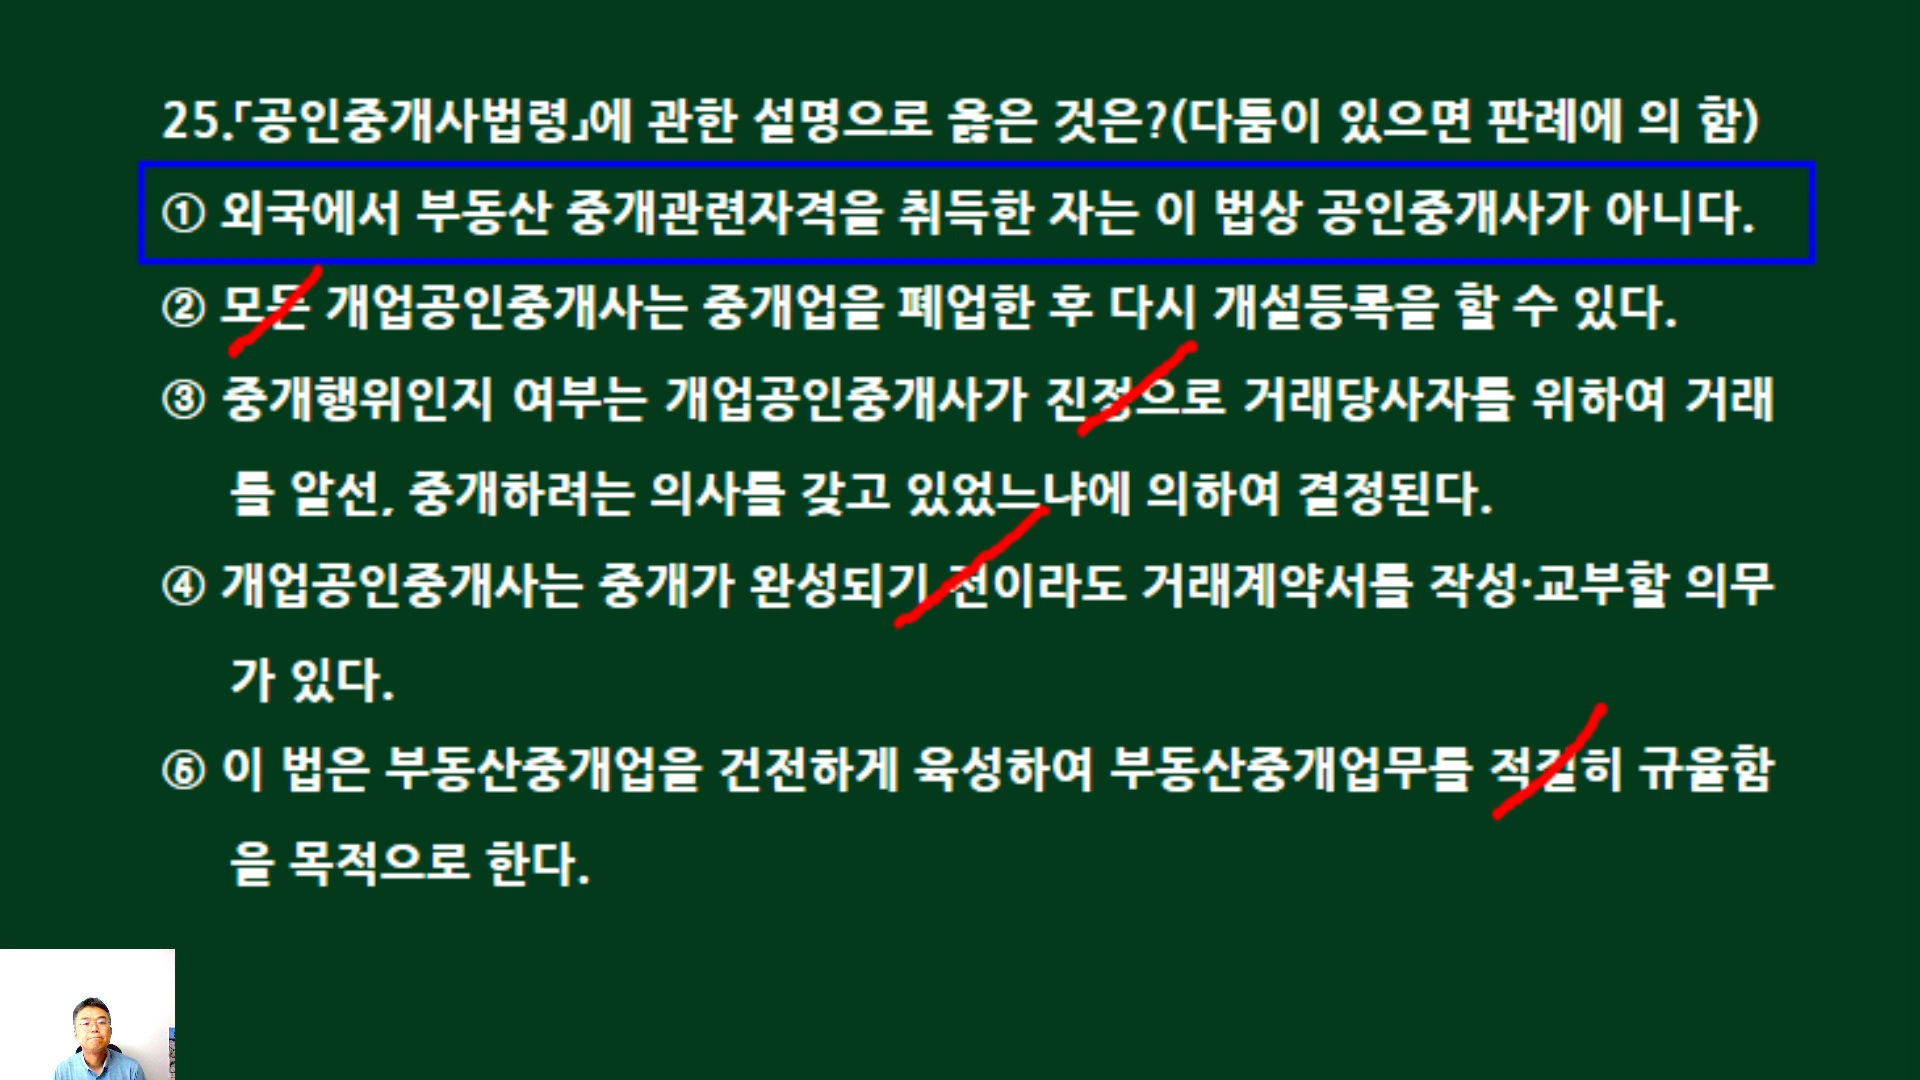 25.「공인중개사법령」에 관한 설명으로 옳은 것은?(다툼이 있으면 판례에 의 함)
① 외국에서 부동산 중개관련자격을 취득한 자는 이 법상 공인중개사가 아니다.
② 모든 개업공인중개사는 중개업을 폐업한 후 다시 개설등록을 할 수 있다.
③ 중개행위인지 여부는 개업공인중개사가 진정으로 거래당사자를 위하여 거래
를 알선, 중개하려는 의사를 갖고 있었느냐에 의하여 결정된다.
④ 개업공인중개사는 중개가 완성되기 전이라도 거래계약서를 작성·교부할 의무
가 있다.
⑤ 이 법은 부동산중개업을 건전하게 육성하여 부동산중개업무를 적절히 규율함
을 목적으로 한다.